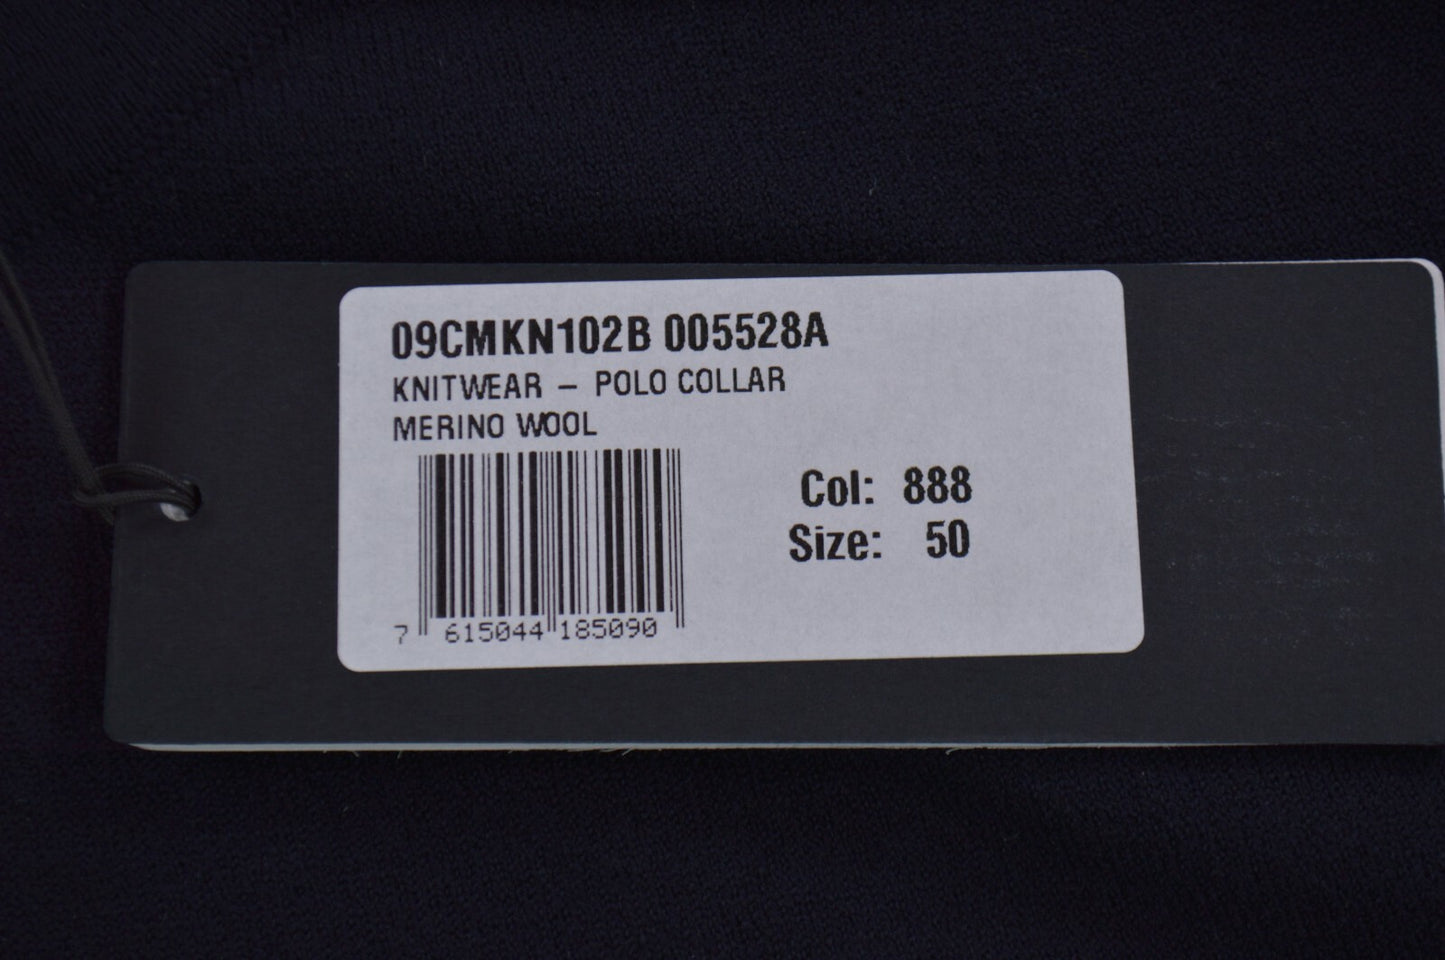 09CMKN102B 005528A
KNITWEAR – POLO COLLAR
MERINO WOOL
Col: 888
Size: 50
7 615044 185090